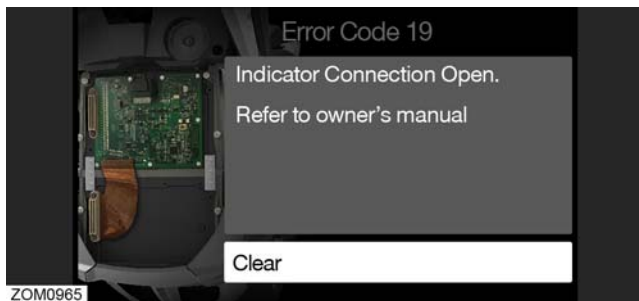 Error Code 19
Indicator Connection Open.
Refer to owner's manual
Clear
ZOM0965